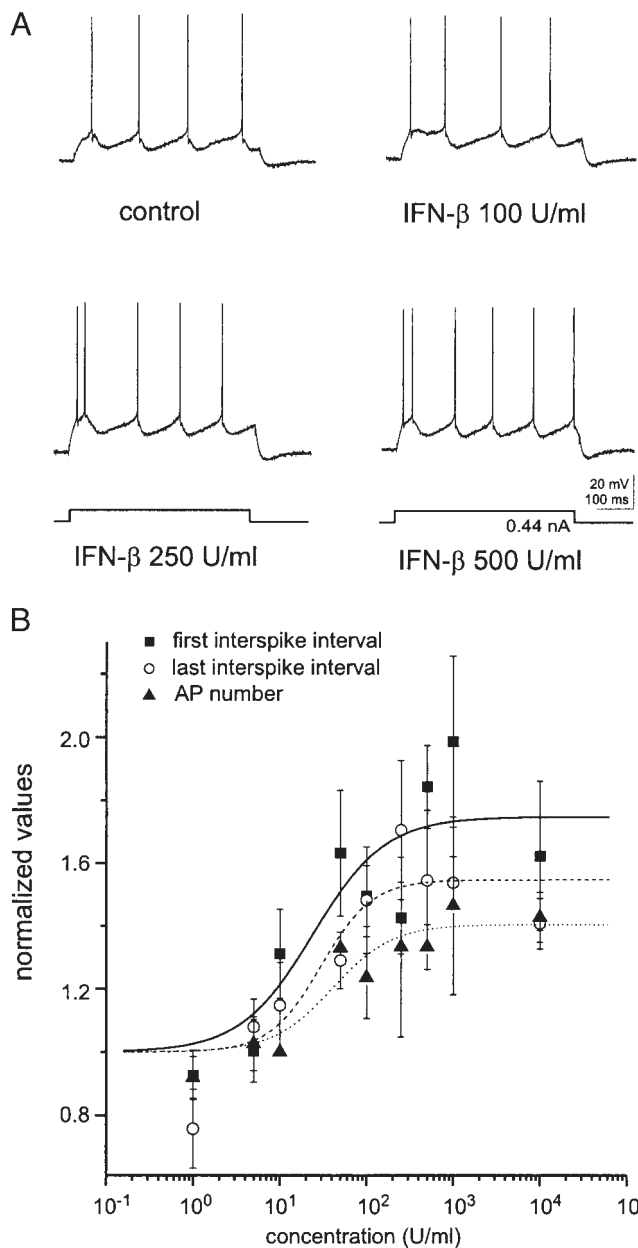 A
control
IFN-β 100 U/ml
20 mV
100 ms
0.44 nA
IFN-β 250 U/ml
IFN-β 500 U/ml
B
first interspike interval
last interspike interval
AP number
normalized values
2.0
1.6
1.2
0.8
10⁻¹ 10⁰ 10¹ 10² 10³ 10⁴ 10
concentration (U/ml)